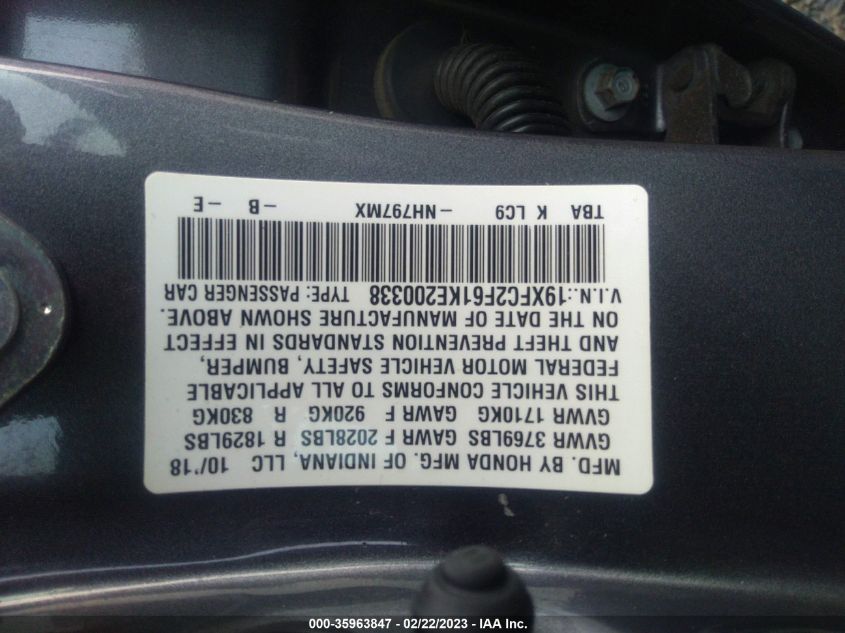 MFD. BY HONDA MFG. OF INDIANA, LLC 10/'18
GVWR 3769LBS GAWR F 2028LBS R 1829LBS
GVWR 1710KG GAWR F 920KG R 830KG
THIS VEHICLE CONFORMS TO ALL APPLICABLE
FEDERAL MOTOR VEHICLE SAFETY, BUMPER,
AND THEFT PREVENTION STANDARDS IN EFFECT
ON THE DATE OF MANUFACTURE SHOWN ABOVE.
V.I.N.:19XFC2F61KE200338 TYPE: PASSENGER CAR
TBA K LC9 -NH797MX -B -E
000-35963847 - 02/22/2023 - IAA Inc.